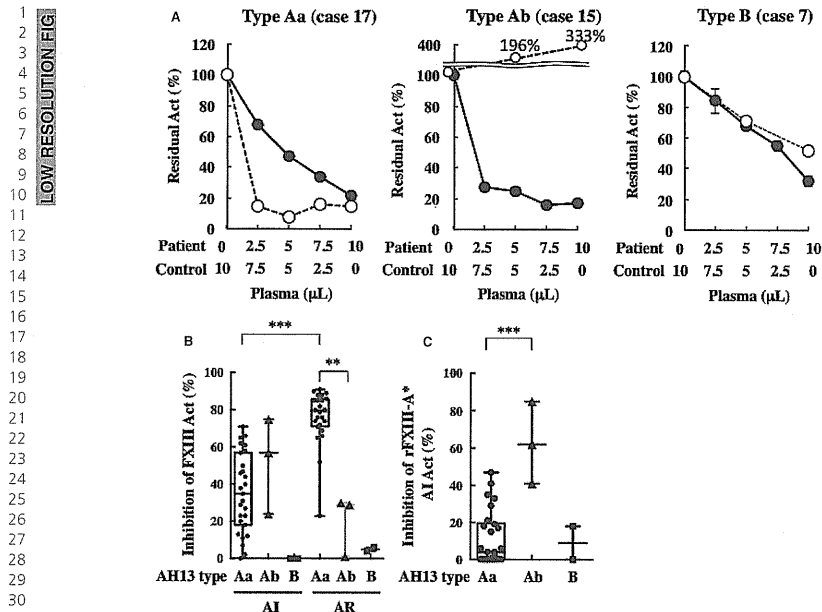 1
2
3
4
5
6
7
8
9
10
11
12
13
14
15
16
17
18
19
20
21
22
23
24
25
26
27
28
29
30
LOW RESOLUTION FIG
A
Type Aa (case 17)
Residual Act (%)
120
100
80
60
40
20
0
Patient 0 2.5 5 7.5 10
Control 10 7.5 5 2.5 0
Plasma (μL)
Type Ab (case 15)
196%
333%
Residual Act (%)
400
100
80
60
40
20
0
Patient 0 2.5 5 7.5 10
Control 10 7.5 5 2.5 0
Plasma (μL)
Type B (case 7)
Residual Act (%)
120
100
80
60
40
20
0
Patient 0 2.5 5 7.5 10
Control 10 7.5 5 2.5 0
Plasma (μL)
B
***
**
Inhibition of FXIII Act (%)
100
80
60
40
20
0
AH13 type Aa Ab B Aa Ab B
AI AR
C
***
Inhibition of rFXIII-A*
AI Act (%)
100
80
60
40
20
0
AH13 type Aa Ab B